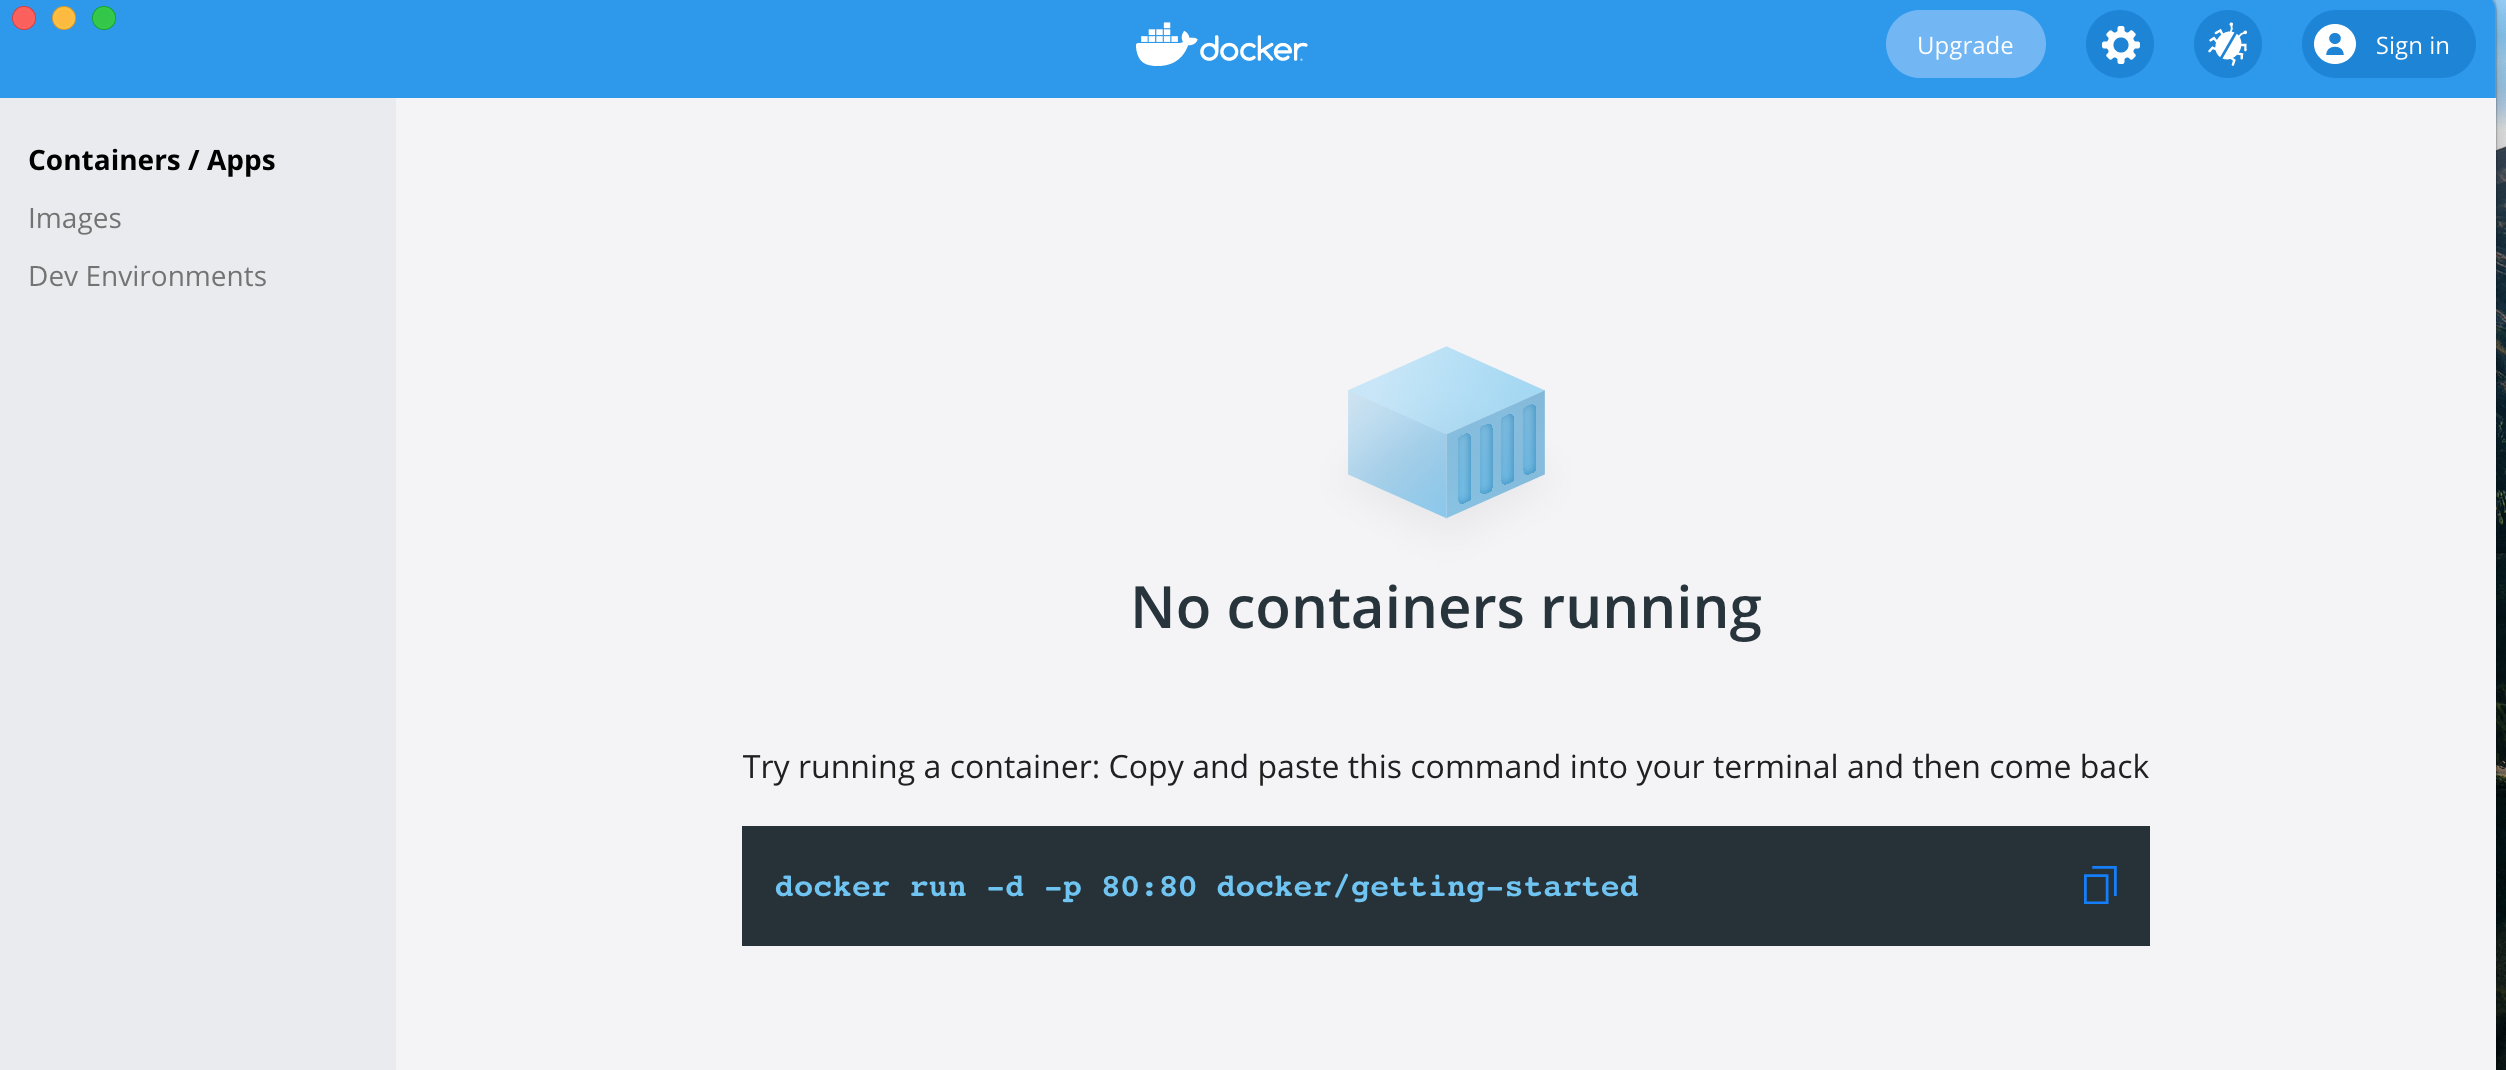 docker
Upgrade
Sign in
Containers / Apps
Images
Dev Environments
No containers running
Try running a container: Copy and paste this command into your terminal and then come back
docker run -d -p 80:80 docker/getting-started